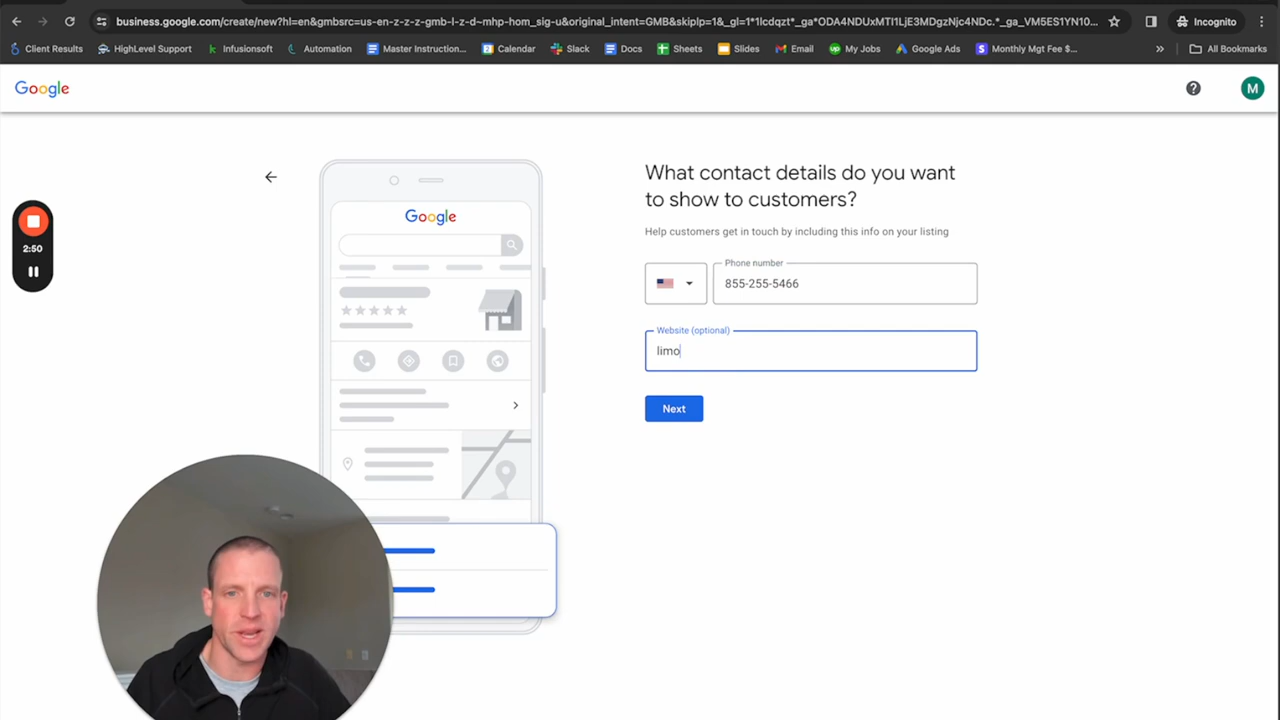 business.google.com/create/new?hl=en&gmbsrc=us-en-z-z-z-gmb-l-z-d~mhp-hom_sig-u&original_intent=GMB&skiplp=1&_gl=1*1lcdqzt*_ga*ODA4NDUxMTI1LjE3MDgzNjc4NDc.*_ga_VM5ES1YN10...
Incognito
Client Results
HighLevel Support
Infusionsoft
Automation
Master Instruction...
Calendar
Slack
Docs
Sheets
Slides
Email
My Jobs
Google Ads
Monthly Mgt Fee $...
»
All Bookmarks
Google
?
M
2:50
Google
What contact details do you want
to show to customers?
Help customers get in touch by including this info on your listing
Phone number
855-255-5466
Website (optional)
limo
Next